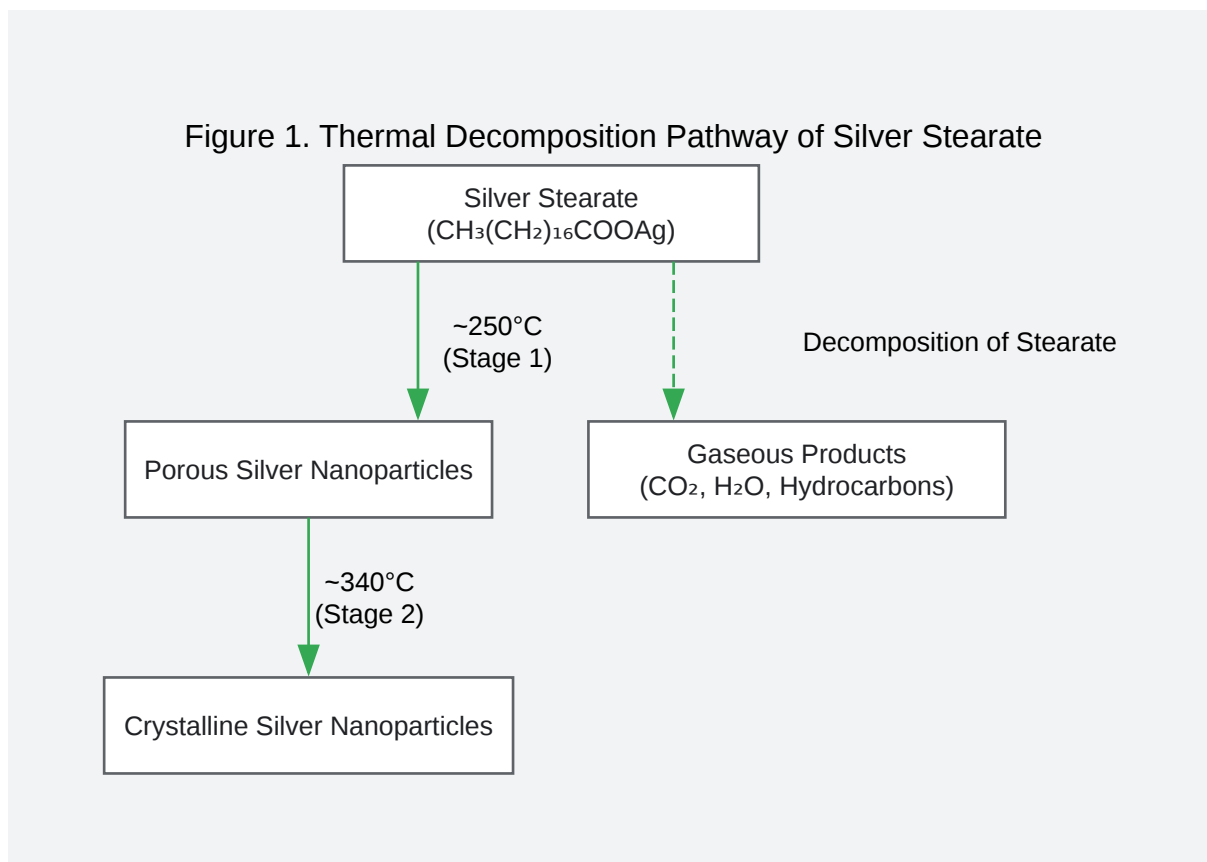 Figure 1. Thermal Decomposition Pathway of Silver Stearate
Silver Stearate
(CH₃(CH₂)₁₆COOAg)
~250°C
(Stage 1)
Decomposition of Stearate
Porous Silver Nanoparticles
Gaseous Products
(CO₂, H₂O, Hydrocarbons)
~340°C
(Stage 2)
Crystalline Silver Nanoparticles